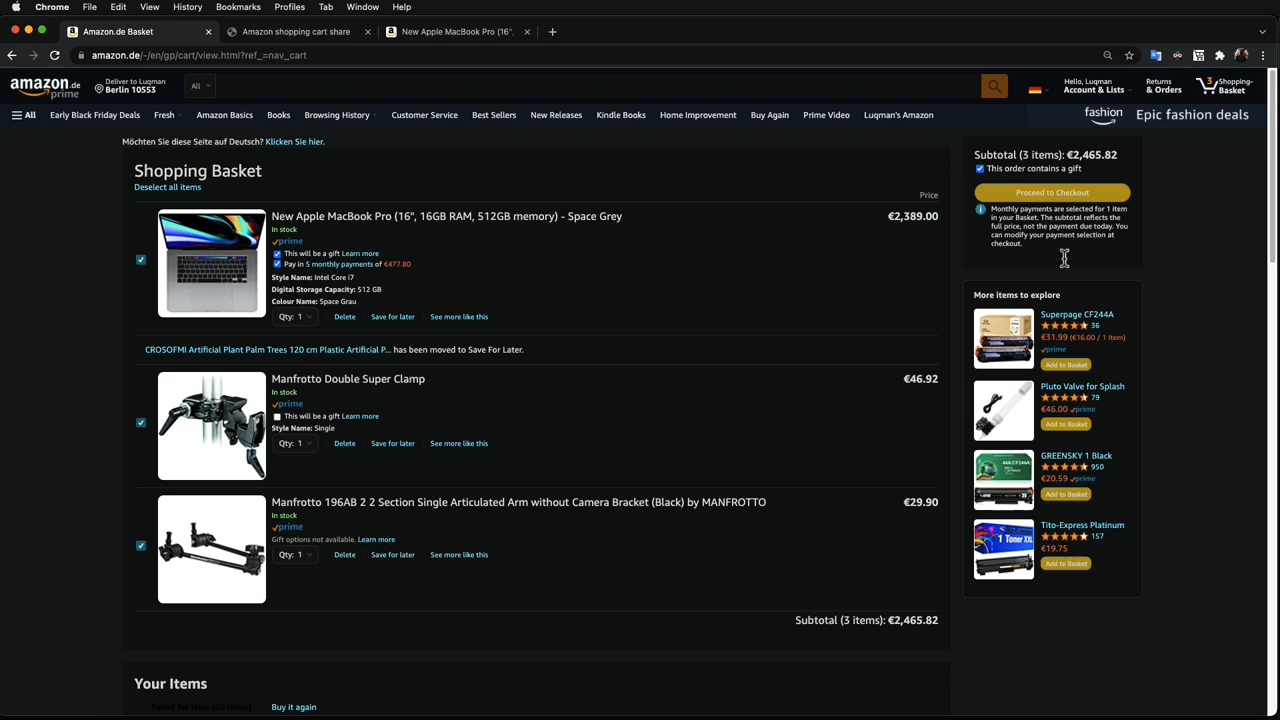 Chrome File Edit View History Bookmarks Profiles Tab Window Help
Amazon.de Basket
Amazon shopping cart share
New Apple MacBook Pro (16",
amazon.de/-/en/gp/cart/view.html?ref_=nav_cart
amazon.de
prime
Deliver to Luqman
Berlin 10553
All
Hello, Luqman
Account & Lists
Returns
& Orders
3
Shopping-
Basket
All Early Black Friday Deals Fresh Amazon Basics Books Browsing History Customer Service Best Sellers New Releases Kindle Books Home Improvement Buy Again Prime Video Luqman's Amazon
fashion Epic fashion deals
Möchten Sie diese Seite auf Deutsch? Klicken Sie hier.
Shopping Basket
Deselect all items
Price
New Apple MacBook Pro (16", 16GB RAM, 512GB memory) - Space Grey €2,389.00
In stock
prime
This will be a gift Learn more
Pay in 5 monthly payments of €477.80
Style Name: Intel Core i7
Digital Storage Capacity: 512 GB
Colour Name: Space Grau
Qty: 1 Delete Save for later See more like this
CROSOFMI Artificial Plant Palm Trees 120 cm Plastic Artificial P... has been moved to Save For Later.
Manfrotto Double Super Clamp €46.92
In stock
prime
This will be a gift Learn more
Style Name: Single
Qty: 1 Delete Save for later See more like this
Manfrotto 196AB 2 2 Section Single Articulated Arm without Camera Bracket (Black) by MANFROTTO €29.90
In stock
prime
Gift options not available. Learn more
Qty: 1 Delete Save for later See more like this
Subtotal (3 items): €2,465.82
Your Items
Buy it again
Subtotal (3 items): €2,465.82
This order contains a gift
Proceed to Checkout
Monthly payments are selected for 1 item
in your Basket. The subtotal reflects the
full price, not the payment due today. You
can modify your payment selection at
checkout.
More items to explore
Superpage CF244A
36
€31.99 (€16.00 / 1 Item)
prime
Add to Basket
Pluto Valve for Splash
79
€46.00 prime
Add to Basket
GREENSKY 1 Black
950
€20.59 prime
Add to Basket
Tito-Express Platinum
157
€19.75
Add to Basket